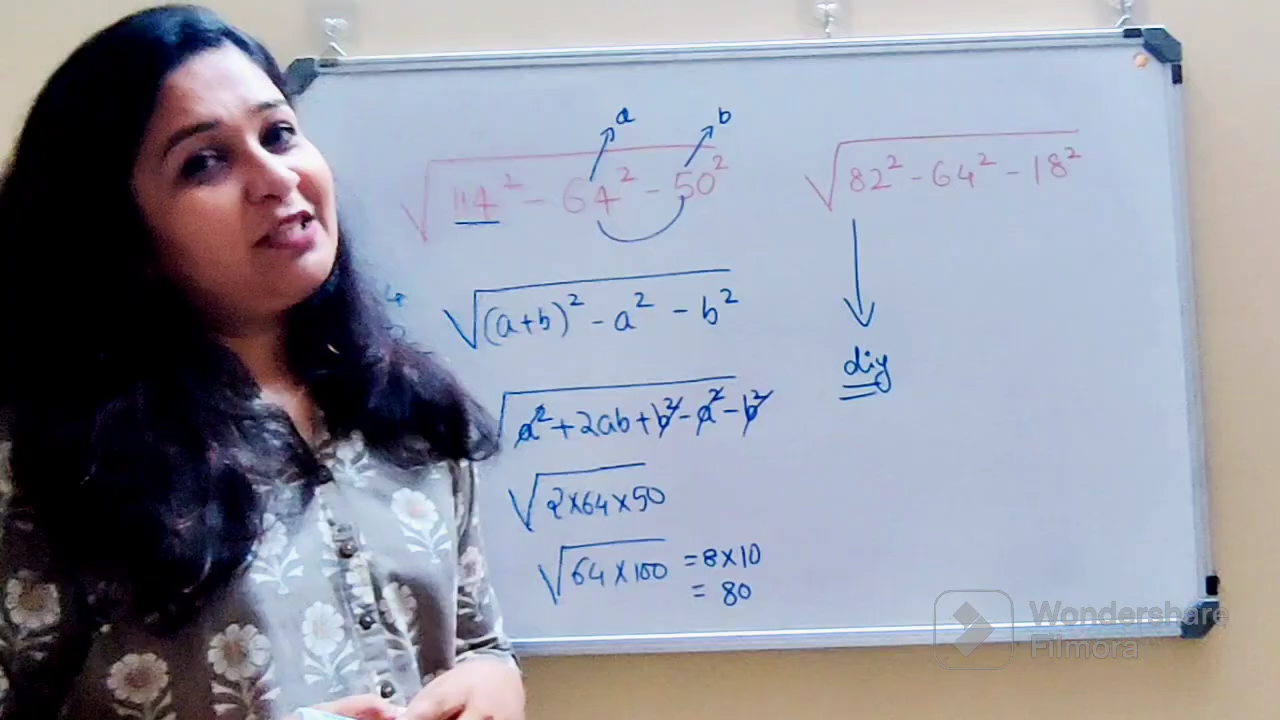 a b
√114² - 64² - 50²
√(a+b)² - a² - b²
√a² + 2ab + b² - a² - b²
√2×64×50
√64×100 = 8×10
= 80
√82² - 64² - 18²
diy
Wondershare
Filmora